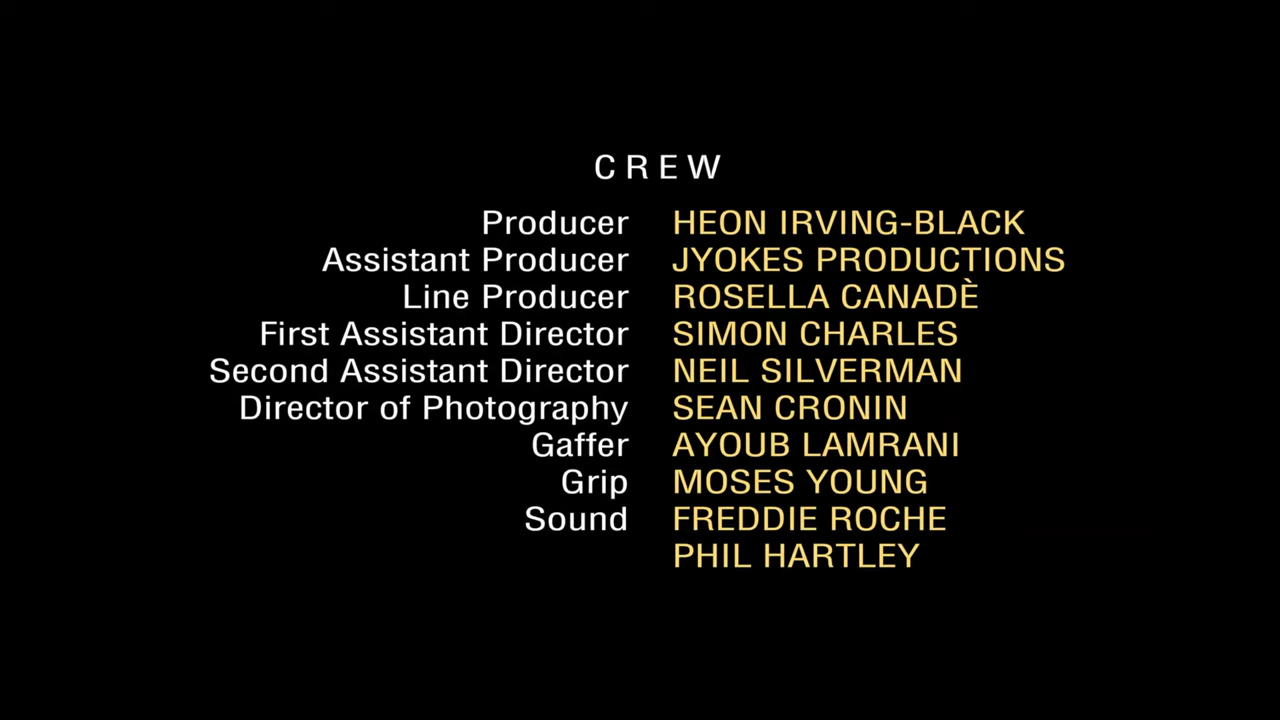 CREW
Producer HEON IRVING-BLACK
Assistant Producer JYOKES PRODUCTIONS
Line Producer ROSELLA CANADÈ
First Assistant Director SIMON CHARLES
Second Assistant Director NEIL SILVERMAN
Director of Photography SEAN CRONIN
Gaffer AYOUB LAMRANI
Grip MOSES YOUNG
Sound FREDDIE ROCHE
PHIL HARTLEY